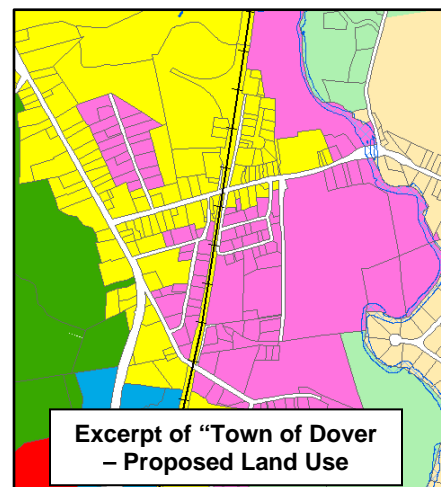 Excerpt of “Town of Dover
– Proposed Land Use